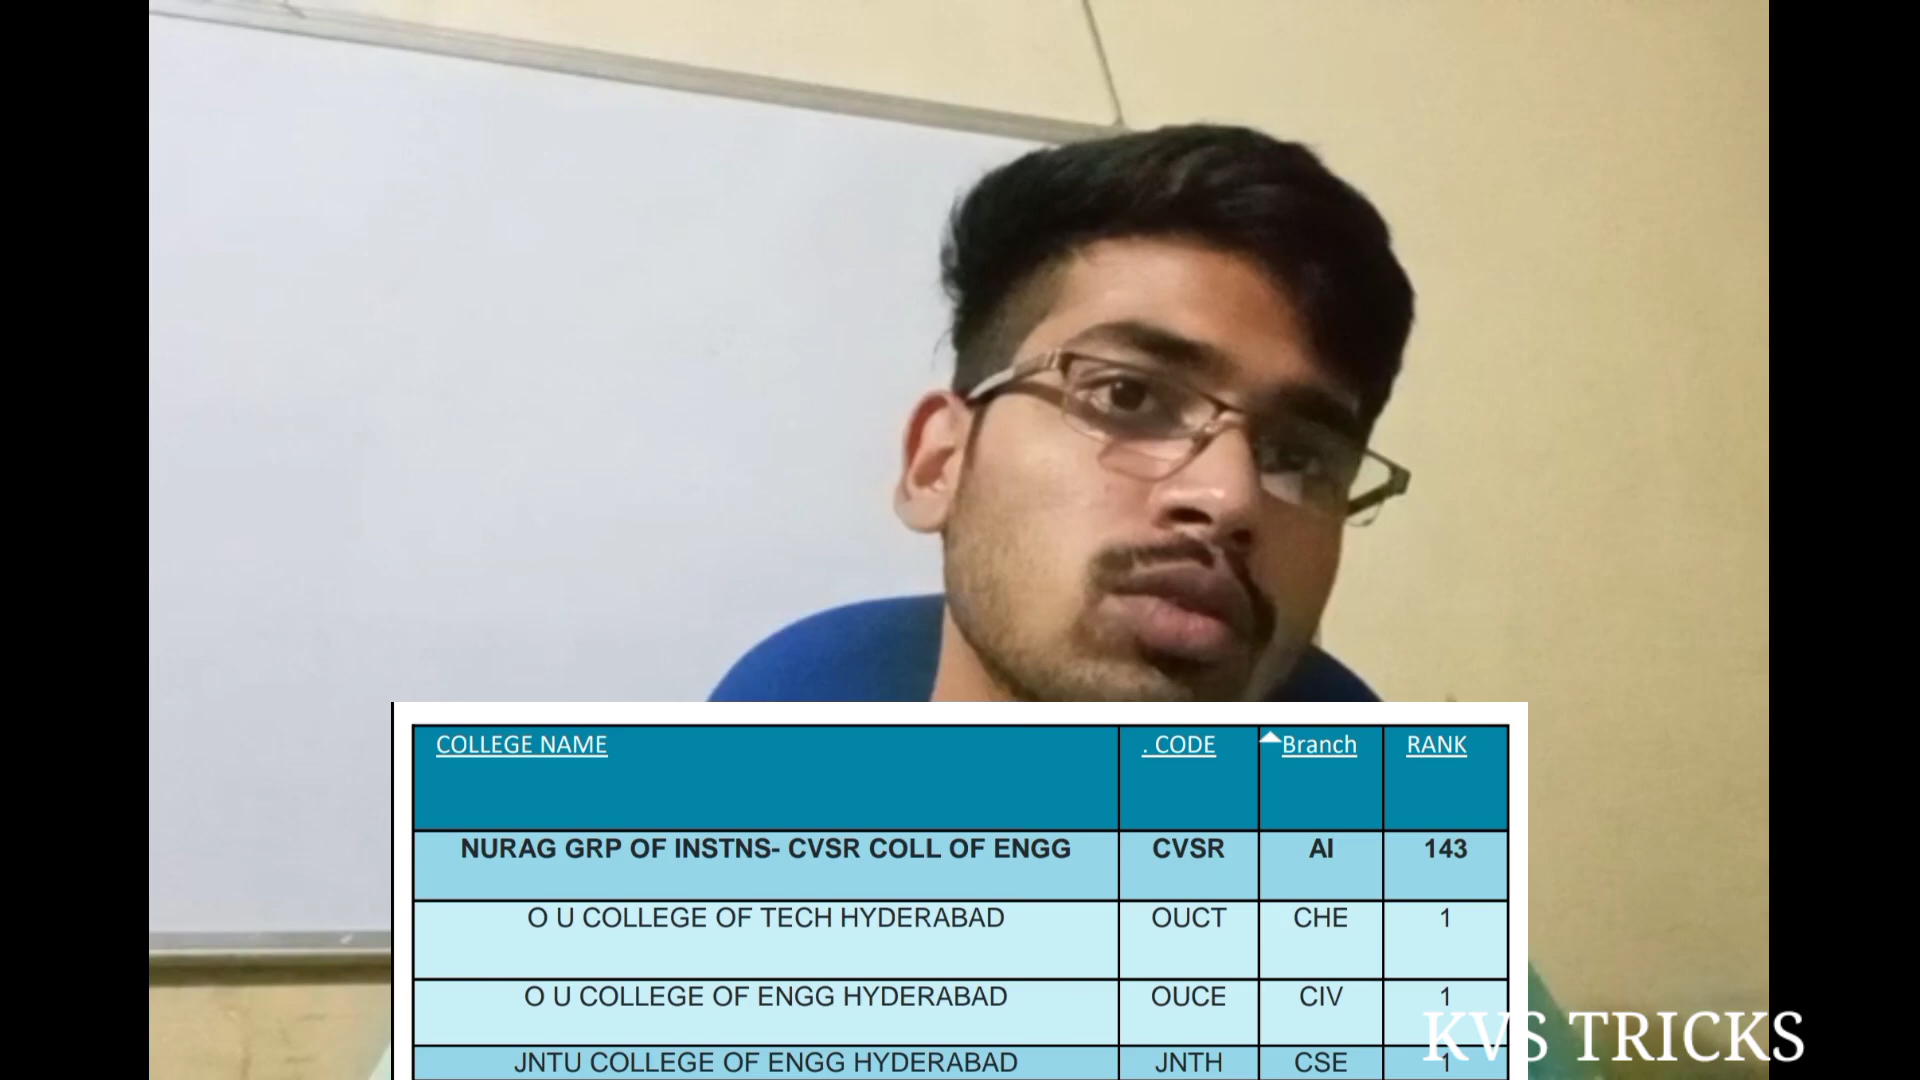 COLLEGE NAME . CODE Branch RANK
NURAG GRP OF INSTNS- CVSR COLL OF ENGG CVSR AI 143
O U COLLEGE OF TECH HYDERABAD OUCT CHE 1
O U COLLEGE OF ENGG HYDERABAD OUCE CIV 1
JNTU COLLEGE OF ENGG HYDERABAD JNTH CSE 1
KVS TRICKS